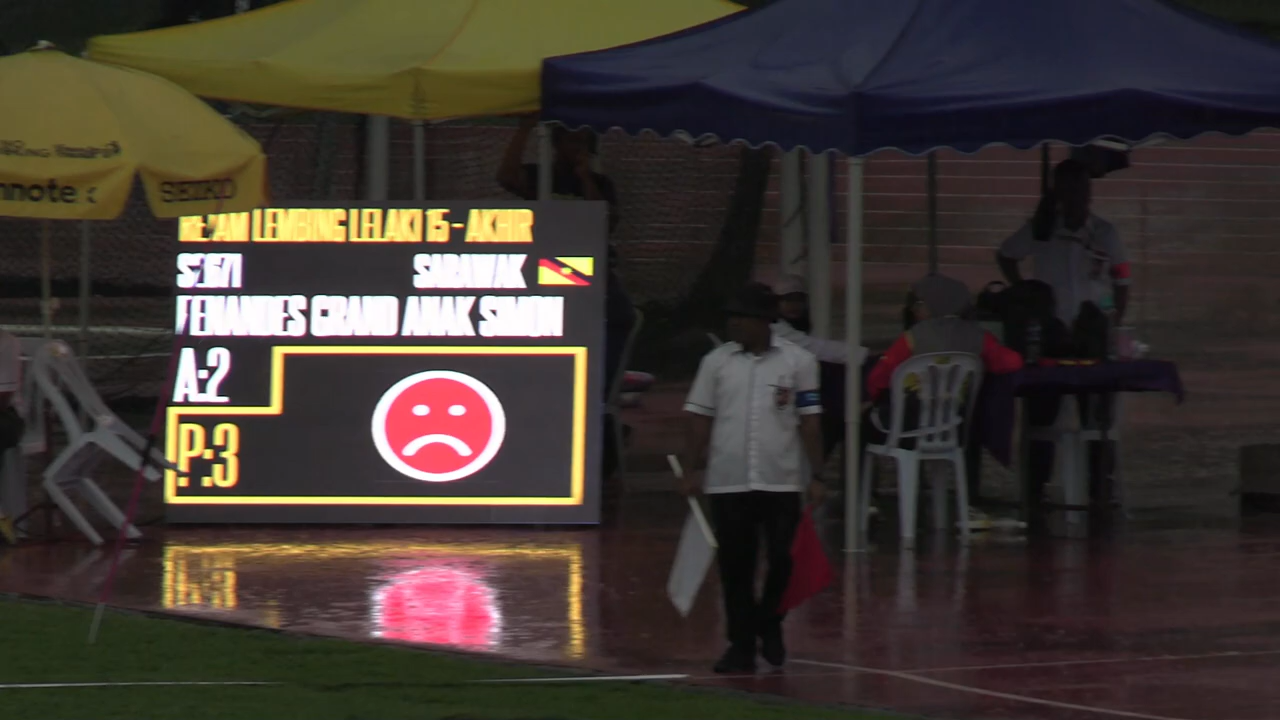 LEMBING LELAKI 15 - AKHIR
SARAWAK
FENANDES GRAND ANAK SIMON
A:2
P:3
SEIKO